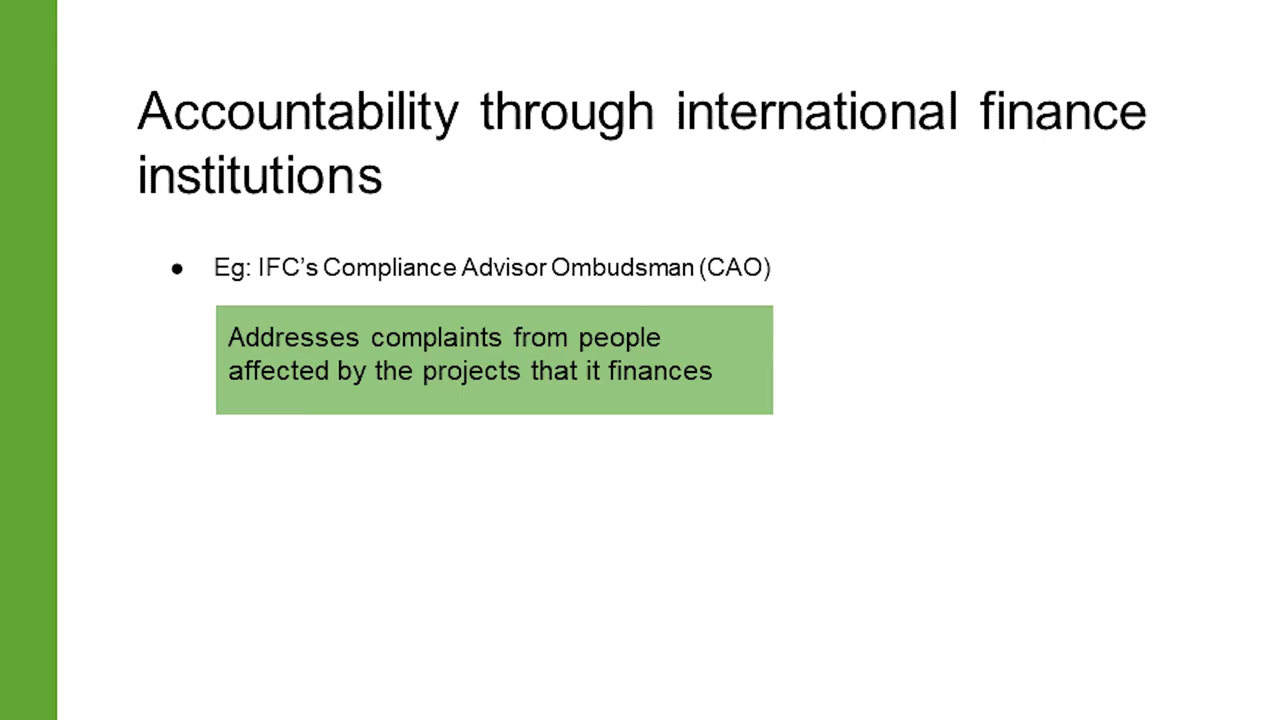 Accountability through international finance
institutions
● Eg: IFC’s Compliance Advisor Ombudsman (CAO)
Addresses complaints from people
affected by the projects that it finances